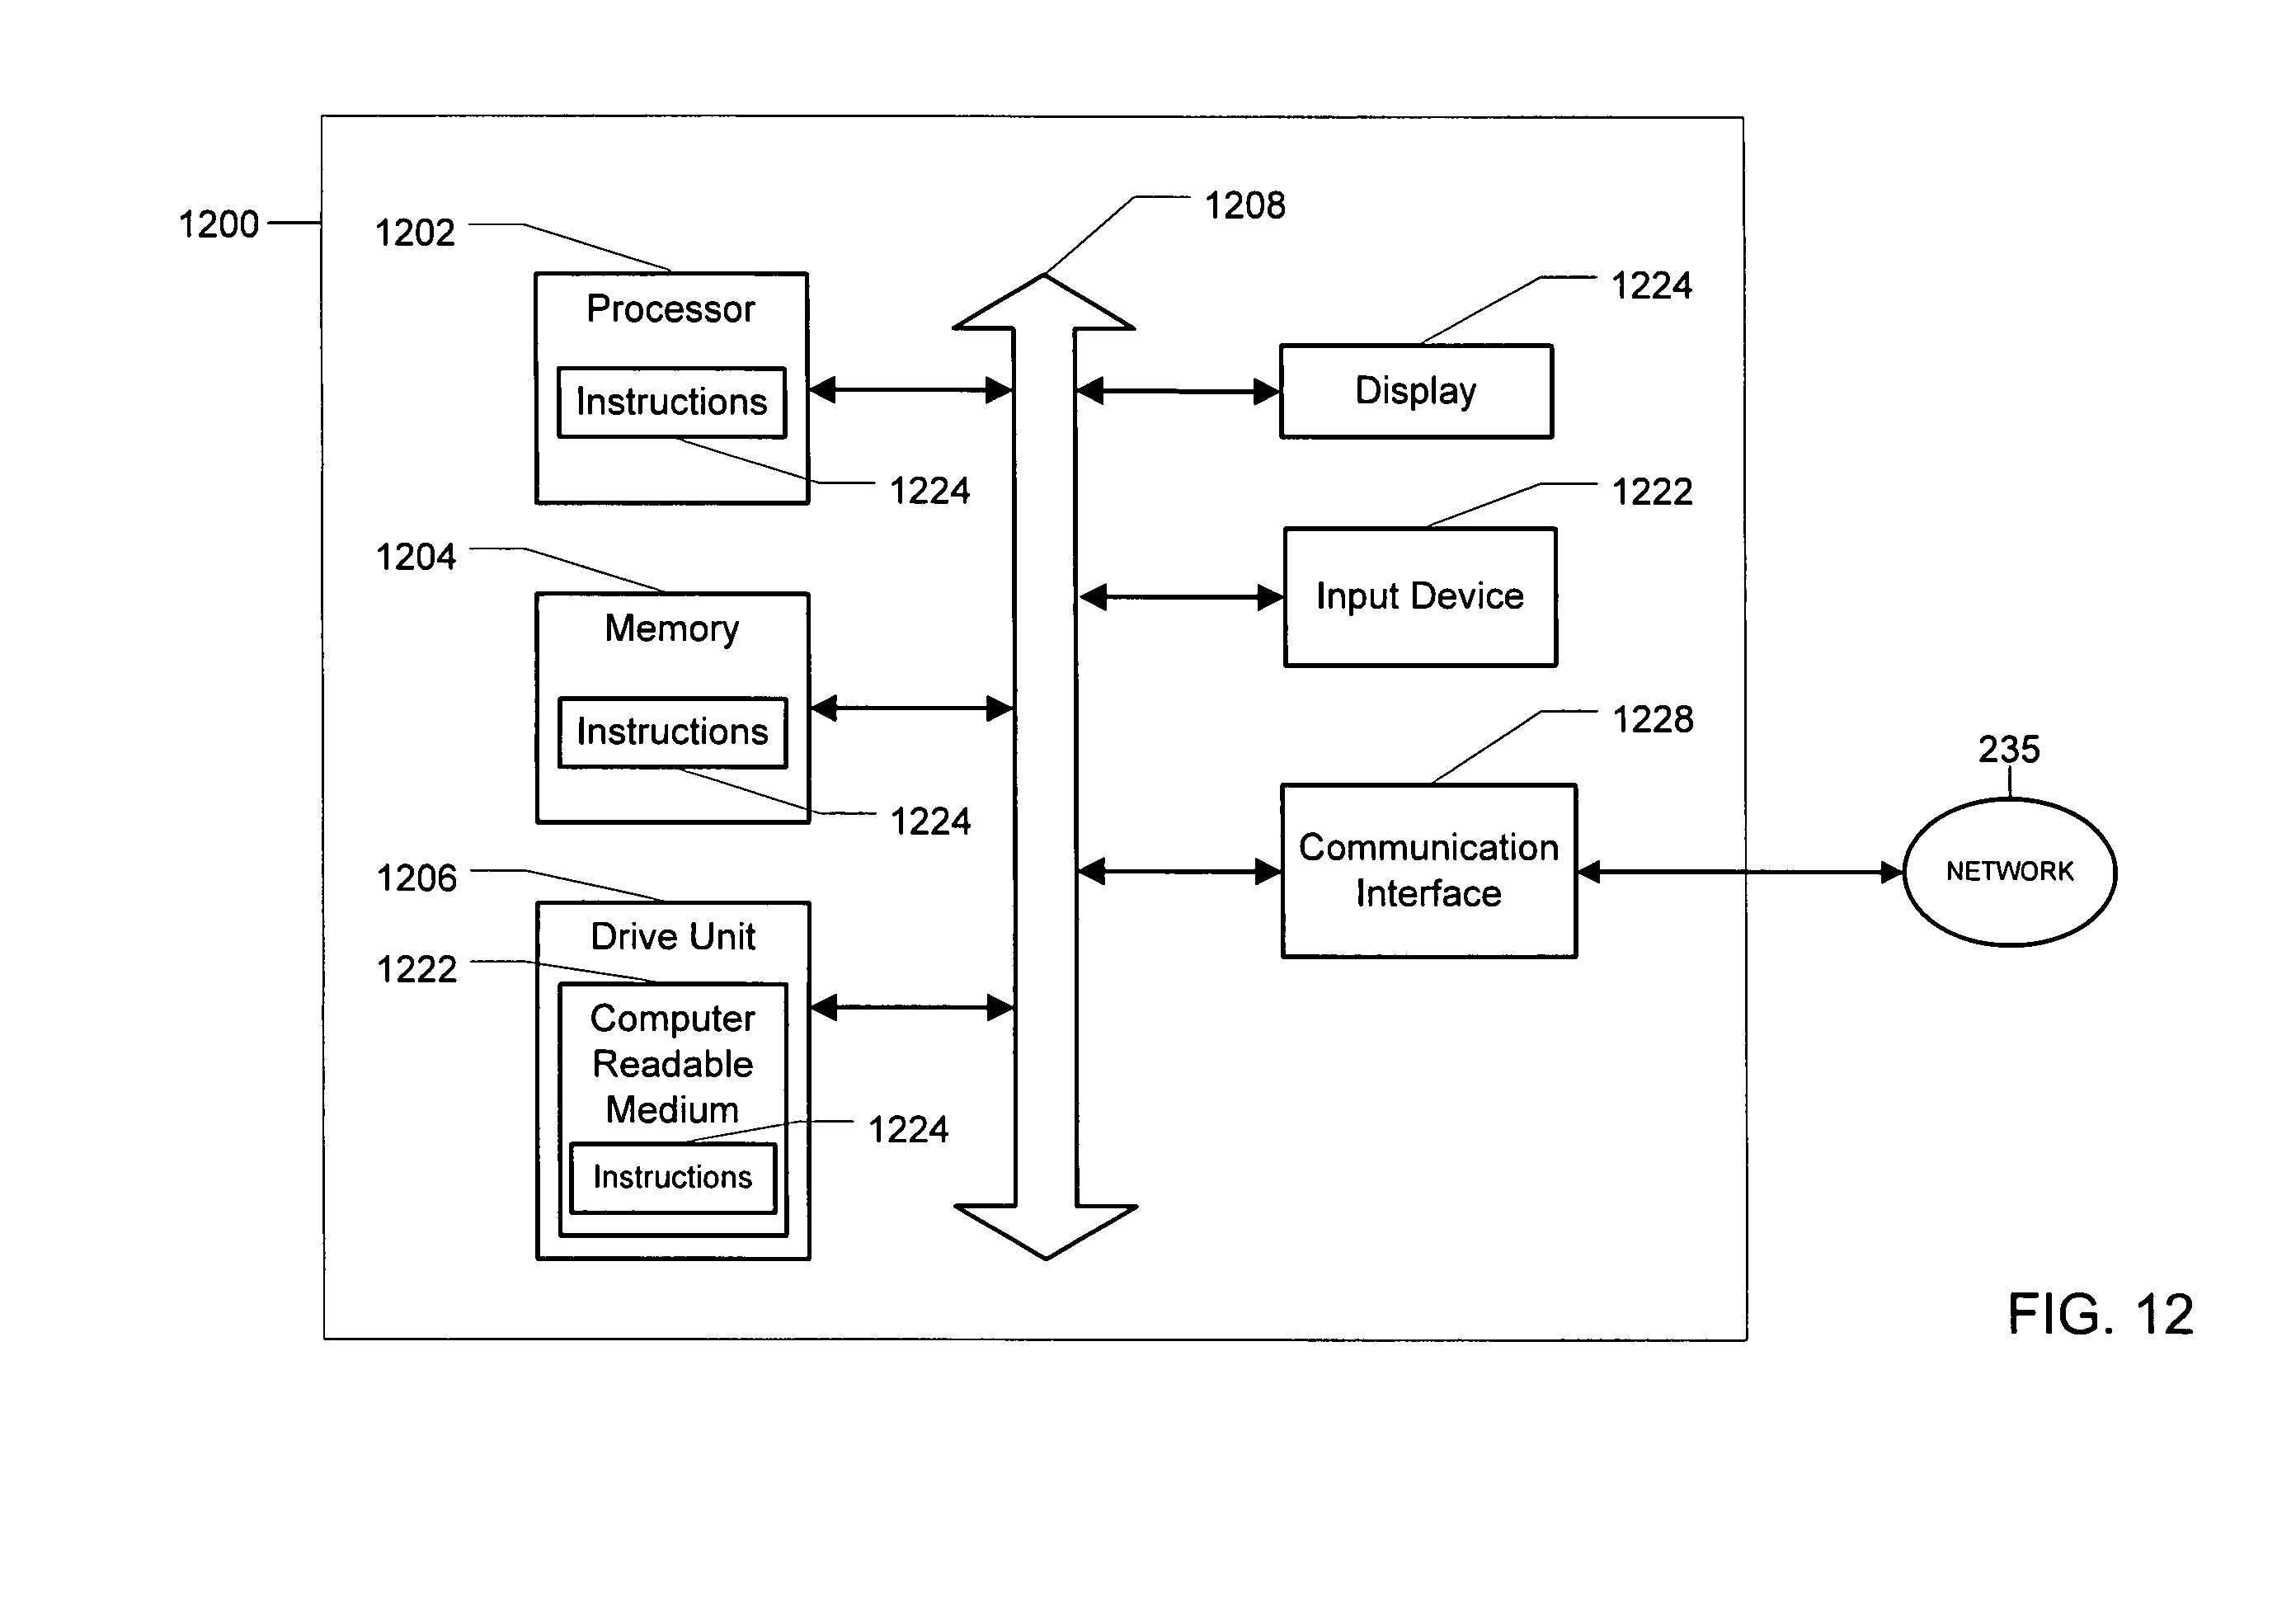 1200
1202
1208
Processor
Instructions
1224
1224
Display
1222
Input Device
1204
Memory
Instructions
1224
1228
Communication
Interface
235
NETWORK
1206
Drive Unit
1222
Computer
Readable
Medium
1224
Instructions
FIG. 12